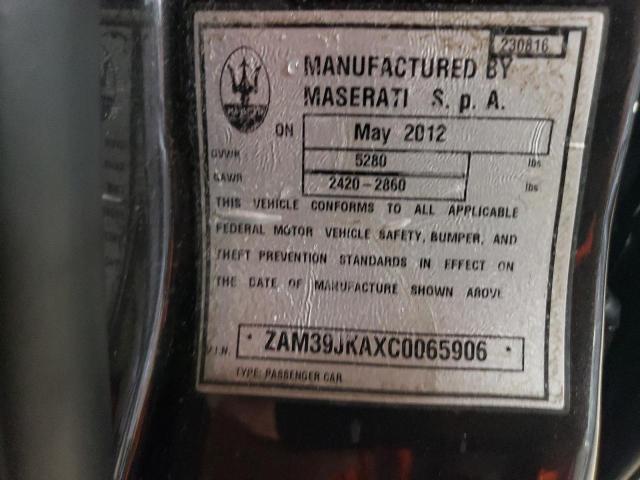 230816
MANUFACTURED BY
MASERATI S. p. A.
ON May 2012
GVWR 5280 lbs
GAWR 2420-2860 lbs
THIS VEHICLE CONFORMS TO ALL APPLICABLE
FEDERAL MOTOR VEHICLE SAFETY, BUMPER, AND
THEFT PREVENTION STANDARDS IN EFFECT ON
THE DATE OF MANUFACTURE SHOWN ABOVE
V.I.N. * ZAM39JKAXC0065906 *
TYPE: PASSENGER CAR